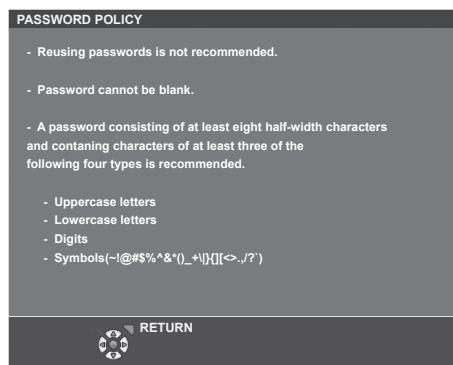 PASSWORD POLICY
- Reusing passwords is not recommended.
- Password cannot be blank.
- A password consisting of at least eight half-width characters
and contaning characters of at least three of the
following four types is recommended.
- Uppercase letters
- Lowercase letters
- Digits
- Symbols(~!@#$%^&*()_+\|}{][<>.,/?`)
RETURN